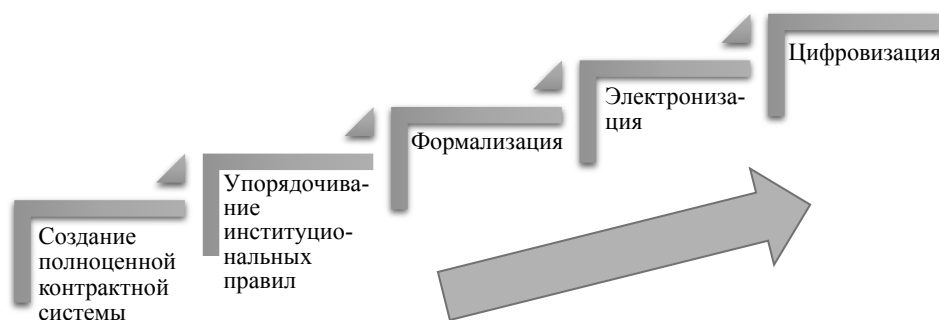 Создание
полноценной
контрактной
системы
Упорядочива-
ние
институцио-
нальных
правил
Формализация
Электрониза-
ция
Цифровизация